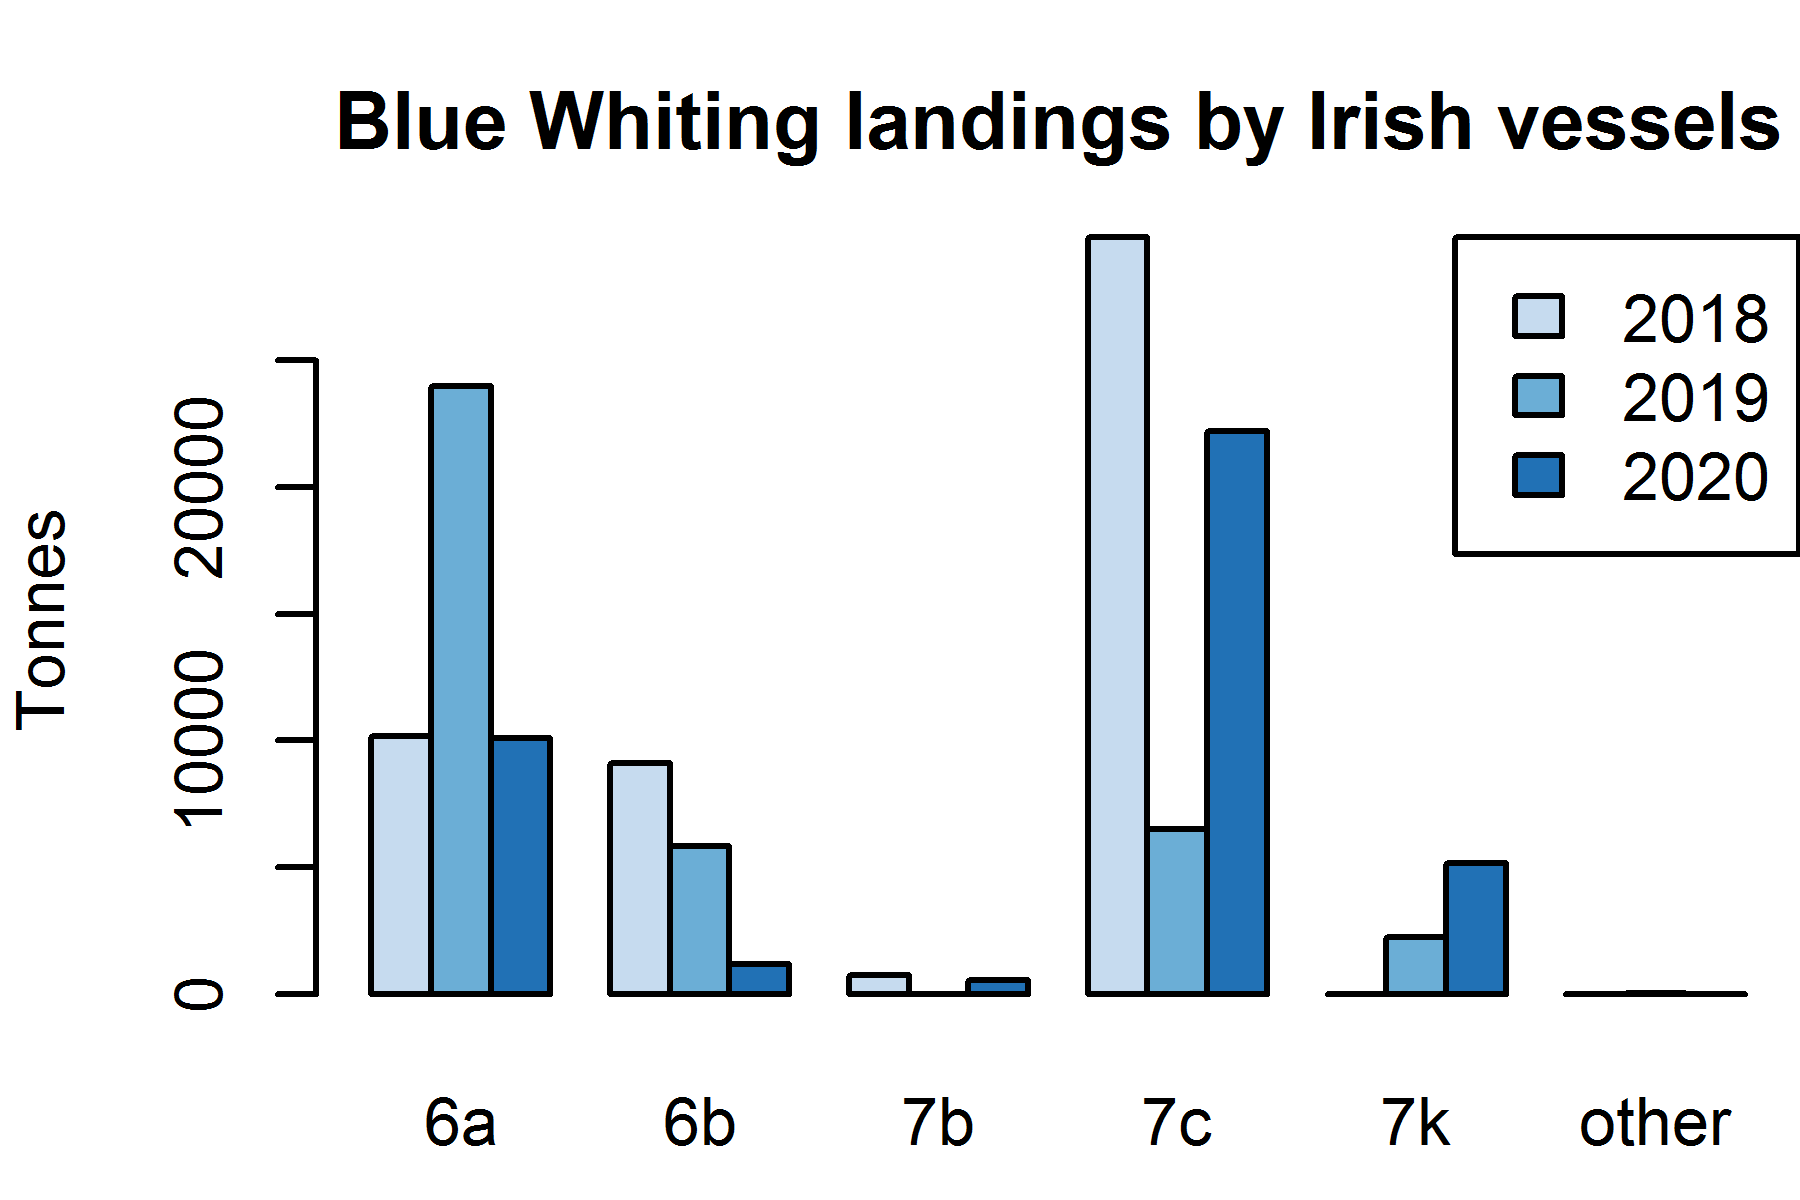 Blue Whiting landings by Irish vessels
Tonnes
20000
10000
0
2018
2019
2020
6a
6b
7b
7c
7k
other